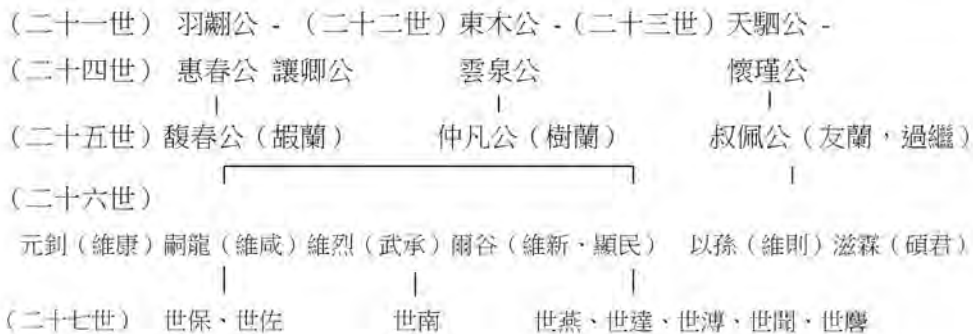 （二十一世）羽翽公 -（二十二世）東木公 -（二十三世）天駟公 -
（二十四世）惠春公 讓卿公 雲泉公 懷瑾公
（二十五世）馥春公（嘏蘭） 仲凡公（樹蘭） 叔佩公（友蘭，過繼）
（二十六世）
元釗（維康）嗣龍（維咸）維烈（武承）爾谷（維新、顯民） 以孫（維則）滋霖（碩君）
（二十七世） 世保、世佐 世南 世燕、世達、世溥、世聞、世麐